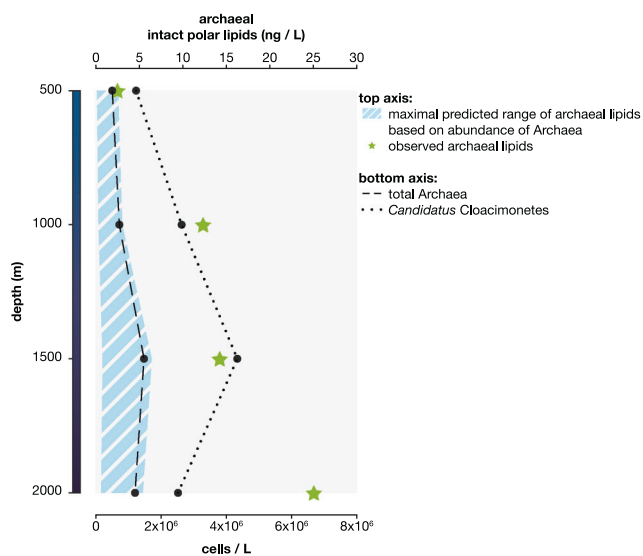 archaeal
intact polar lipids (ng / L)
0 5 10 15 20 25 30
500
1000
1500
2000
depth (m)
0 2x10⁶ 4x10⁶ 6x10⁶ 8x10⁶
cells / L
top axis:
maximal predicted range of archaeal lipids
based on abundance of Archaea
observed archaeal lipids
bottom axis:
total Archaea
Candidatus Cloacimonetes